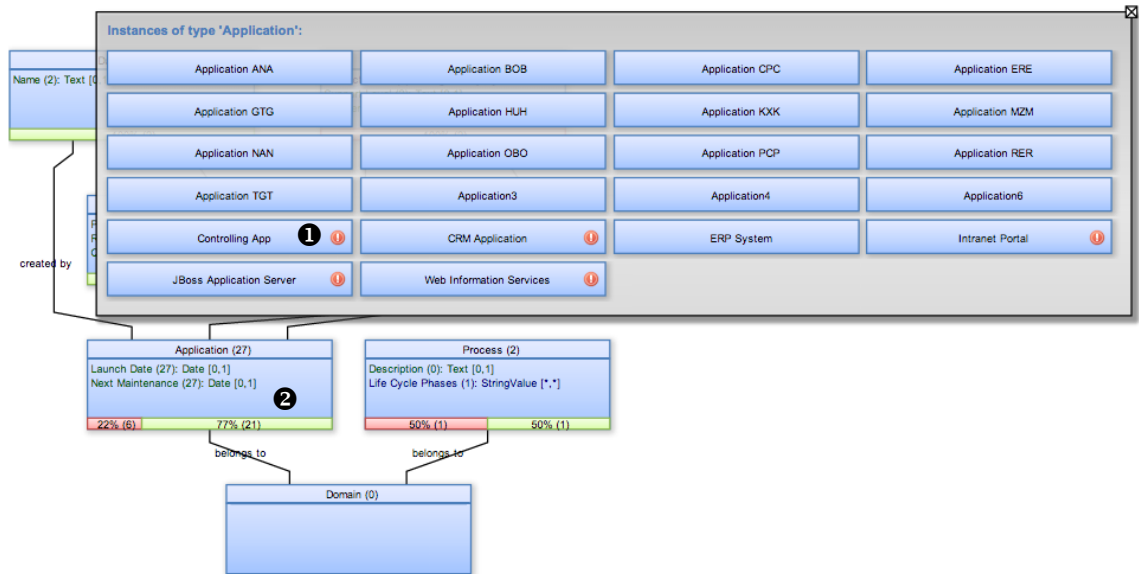 Instances of type 'Application':
Application ANA
Application BOB
Application CPC
Application ERE
Name (2): Text [0,1
Application GTG
Application HUH
Application KXK
Application MZM
Application NAN
Application OBO
Application PCP
Application RER
Application TGT
Application3
Application4
Application6
Controlling App
❶
CRM Application
ERP System
Intranet Portal
created by
JBoss Application Server
Web Information Services
Application (27)
Launch Date (27): Date [0,1]
Next Maintenance (27): Date [0,1]
❷
22% (6)
77% (21)
Process (2)
Description (0): Text [0,1]
Life Cycle Phases (1): StringValue [*,*]
50% (1)
50% (1)
belongs to
belongs to
Domain (0)